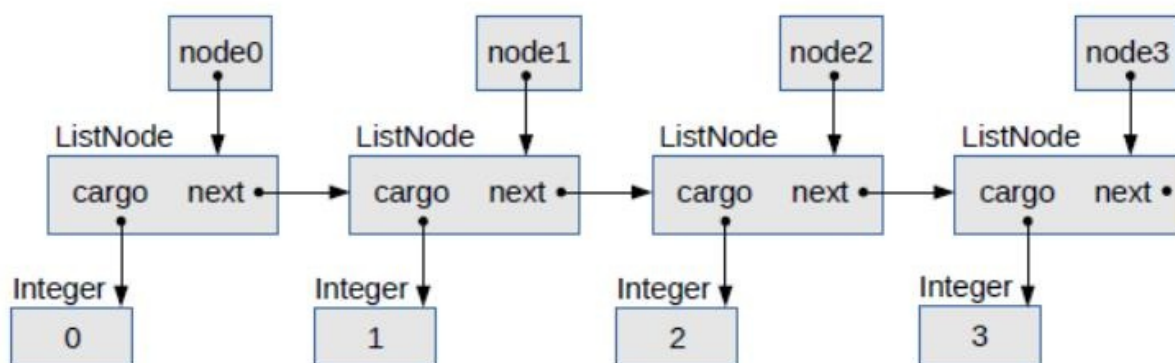 node0 node1 node2 node3
ListNode ListNode ListNode ListNode
cargo next cargo next cargo next cargo next
Integer Integer Integer Integer
0 1 2 3